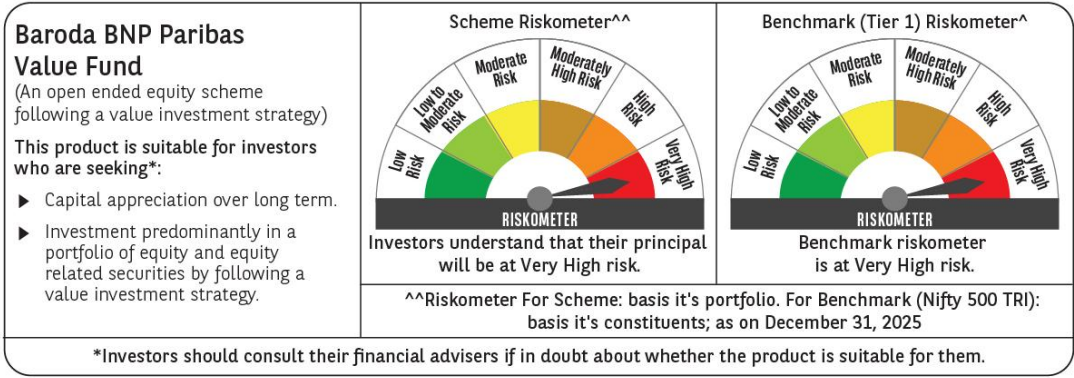 Baroda BNP Paribas
Value Fund
(An open ended equity scheme
following a value investment strategy)
This product is suitable for investors
who are seeking*:
▶ Capital appreciation over long term.
▶ Investment predominantly in a
portfolio of equity and equity
related securities by following a
value investment strategy.
Scheme Riskometer^^
Low
Risk
Low to
Moderate
Risk
Moderate
Risk
Moderately
High Risk
High
Risk
Very High
Risk
RISKOMETER
Investors understand that their principal
will be at Very High risk.
Benchmark (Tier 1) Riskometer^
Low
Risk
Low to
Moderate
Risk
Moderate
Risk
Moderately
High Risk
High
Risk
Very High
Risk
RISKOMETER
Benchmark riskometer
is at Very High risk.
^^Riskometer For Scheme: basis it's portfolio. For Benchmark (Nifty 500 TRI):
basis it's constituents; as on December 31, 2025
*Investors should consult their financial advisers if in doubt about whether the product is suitable for them.